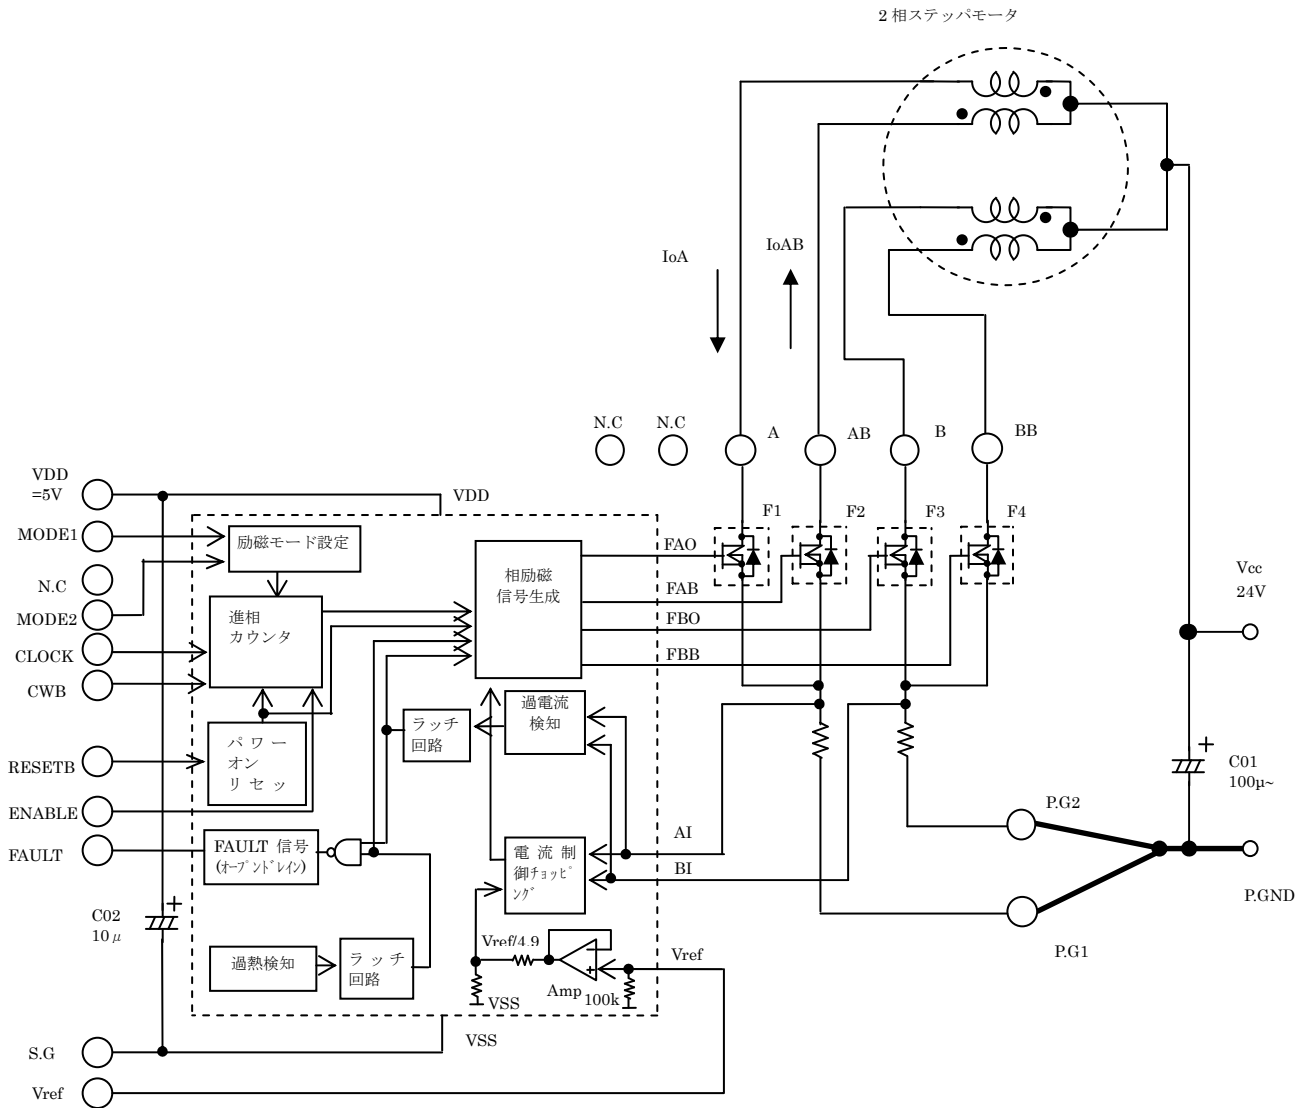 2 相ステッパモータ
IoA
IoAB
N.C
N.C
A
AB
B
BB
VDD
=5V
VDD
MODE1
N.C
MODE2
CLOCK
CWB
RESETB
ENABLE
FAULT
励磁モード設定
進相
カウンタ
相励磁
信号生成
FAO
FAB
FBO
FBB
F1
F2
F3
F4
Vcc
24V
パワー
オン
リセッ
ラッチ
回路
過電流
検知
FAULT 信号
(オープンドレイン)
電流制
御チョッピ
ング
AI
BI
C01
100μ~
P.G2
P.GND
P.G1
C02
10μ
過熱検知
ラッチ
回路
Vref/4.9
Vref
Amp
100k
VSS
VSS
S.G
Vref